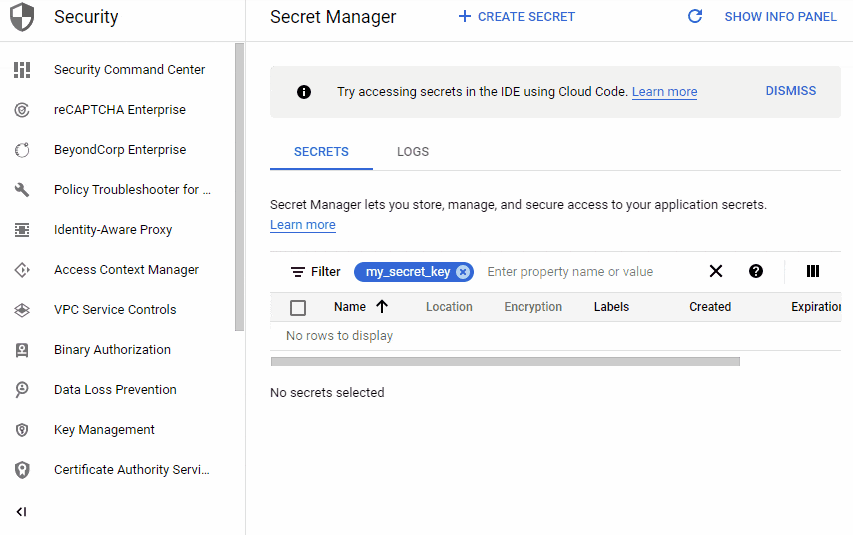 Security
Security Command Center
reCAPTCHA Enterprise
BeyondCorp Enterprise
Policy Troubleshooter for ...
Identity-Aware Proxy
Access Context Manager
VPC Service Controls
Binary Authorization
Data Loss Prevention
Key Management
Certificate Authority Servi...
Secret Manager
CREATE SECRET
SHOW INFO PANEL
Try accessing secrets in the IDE using Cloud Code. Learn more
DISMISS
SECRETS LOGS
Secret Manager lets you store, manage, and secure access to your application secrets.
Learn more
Filter my_secret_key Enter property name or value
Name Location Encryption Labels Created Expiration
No rows to display
No secrets selected